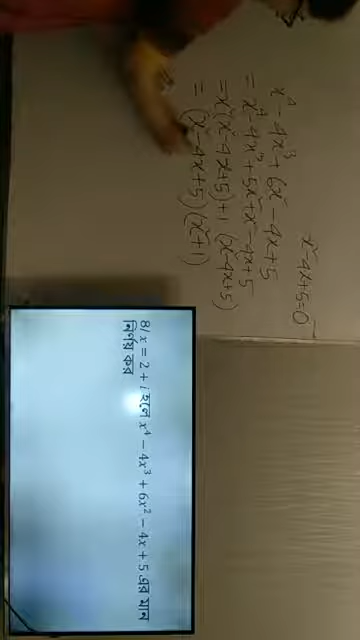 x² - 4x + 5 = 0
x⁴ - 4x³ + 6x² - 4x + 5
= x⁴ - 4x³ + 5x² + x² - 4x + 5
= x²(x² - 4x + 5) + 1 (x² - 4x + 5)
= (x² - 4x + 5) (x² + 1)
8/ x = 2 + i হলে x⁴ − 4x³ + 6x² − 4x + 5 এর মান
নির্ণয় কর